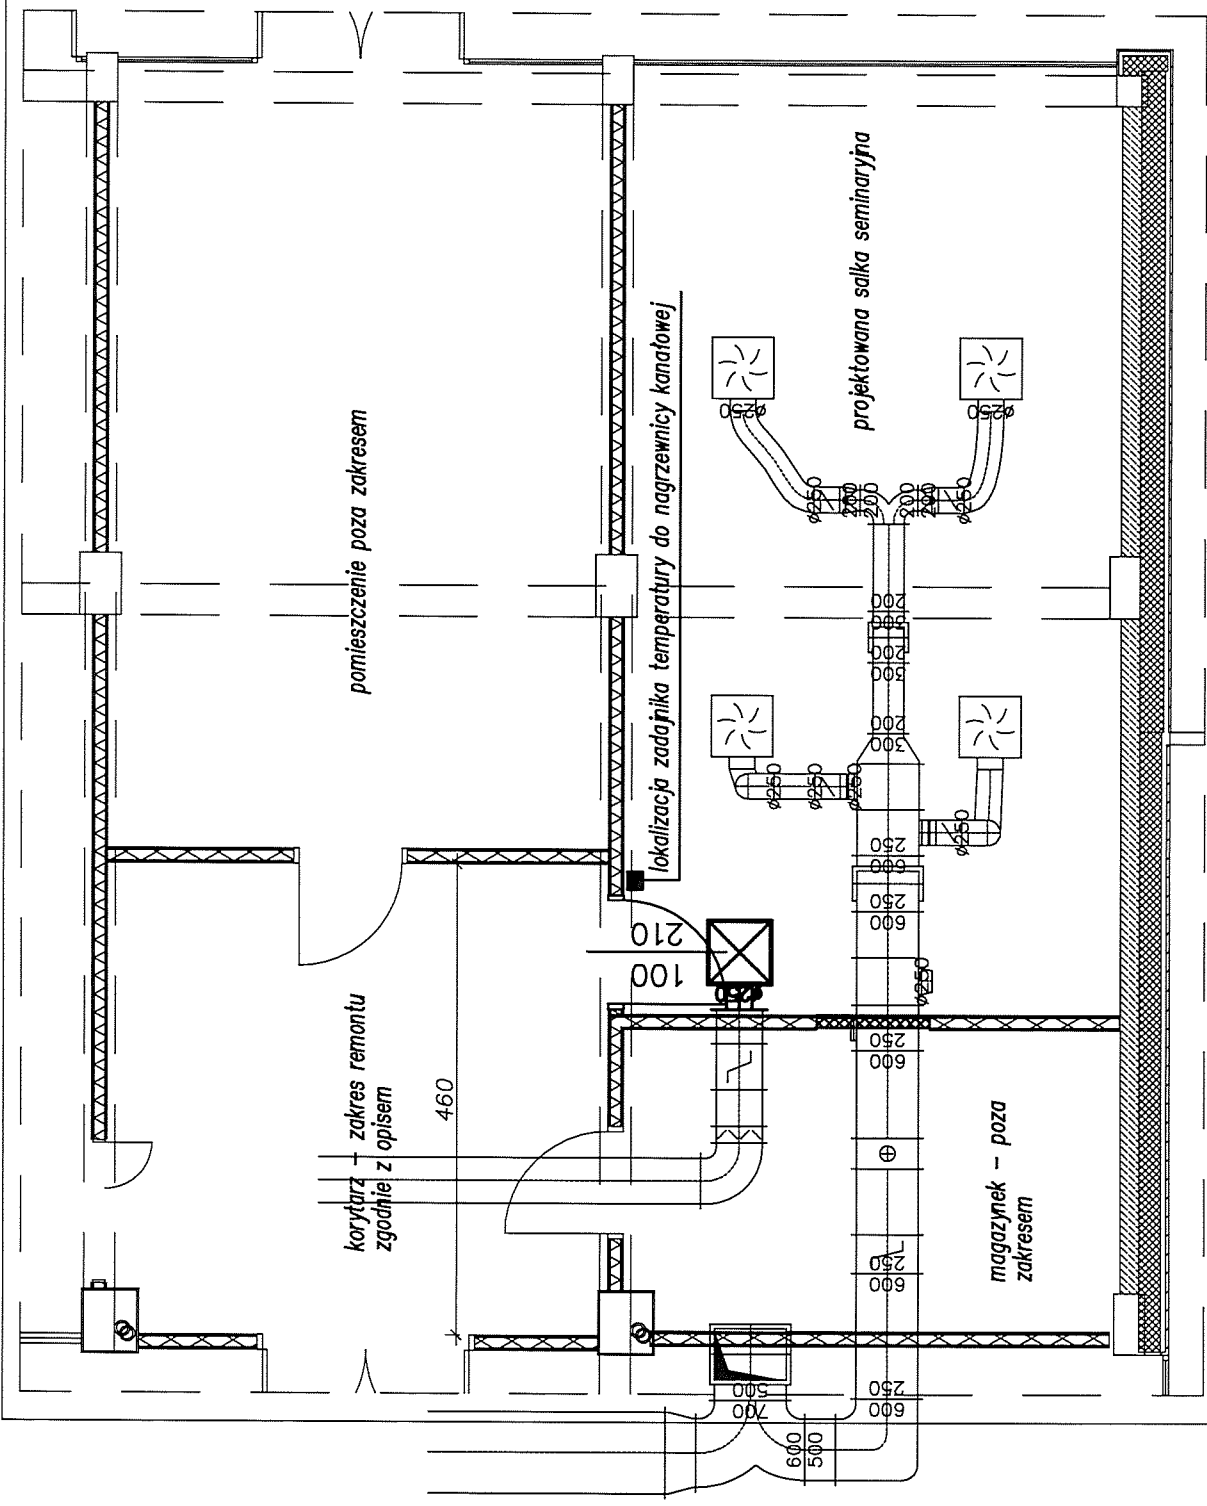 pomieszczenie poza zakresem
projektowana salka seminaryjna
lokalizacja zadajnika temperatury do nagrzewnicy kanałowej
korytarz – zakres remontu
zgodnie z opisem
460
100
210
magazynek – poza
zakresem
ø250
ø250
ø250
200
200
200
200
ø250
200
300
200
300
200
300
ø250
ø250
ø250
ø250
250
600
250
600
ø250
250
600
250
600
250
600
500
700
600
500